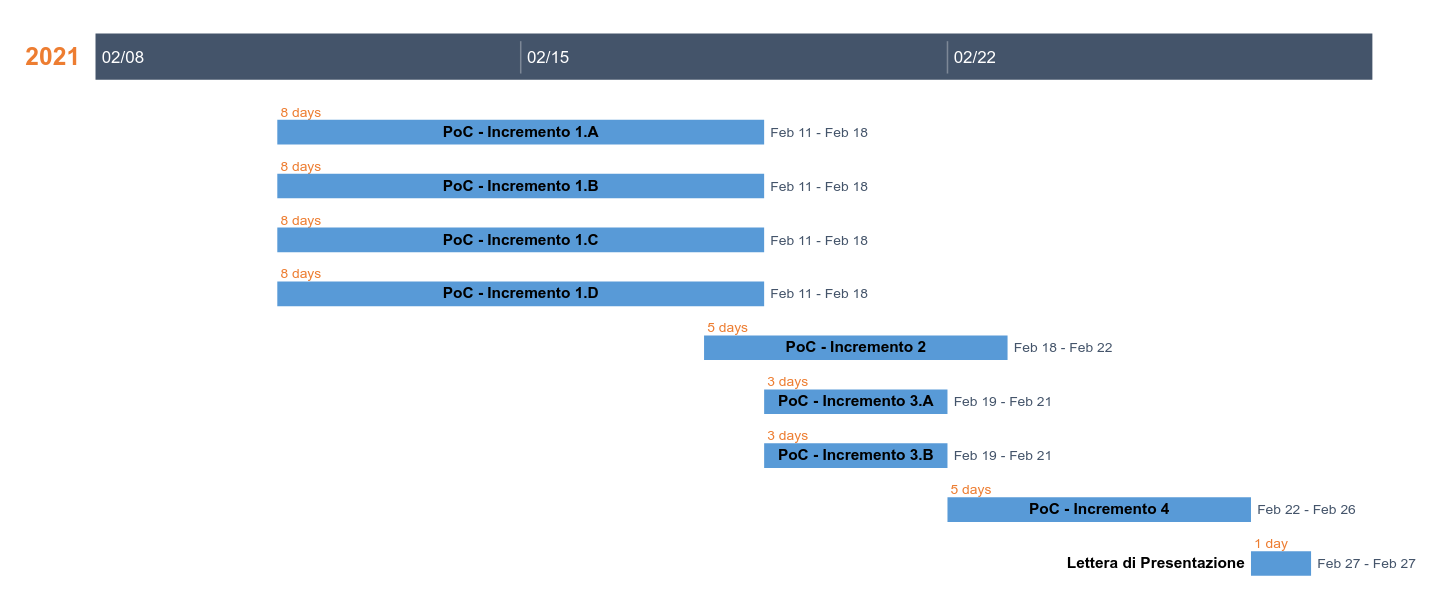 2021
02/08 02/15 02/22
8 days
PoC - Incremento 1.A Feb 11 - Feb 18
8 days
PoC - Incremento 1.B Feb 11 - Feb 18
8 days
PoC - Incremento 1.C Feb 11 - Feb 18
8 days
PoC - Incremento 1.D Feb 11 - Feb 18
5 days
PoC - Incremento 2 Feb 18 - Feb 22
3 days
PoC - Incremento 3.A Feb 19 - Feb 21
3 days
PoC - Incremento 3.B Feb 19 - Feb 21
5 days
PoC - Incremento 4 Feb 22 - Feb 26
1 day
Lettera di Presentazione Feb 27 - Feb 27